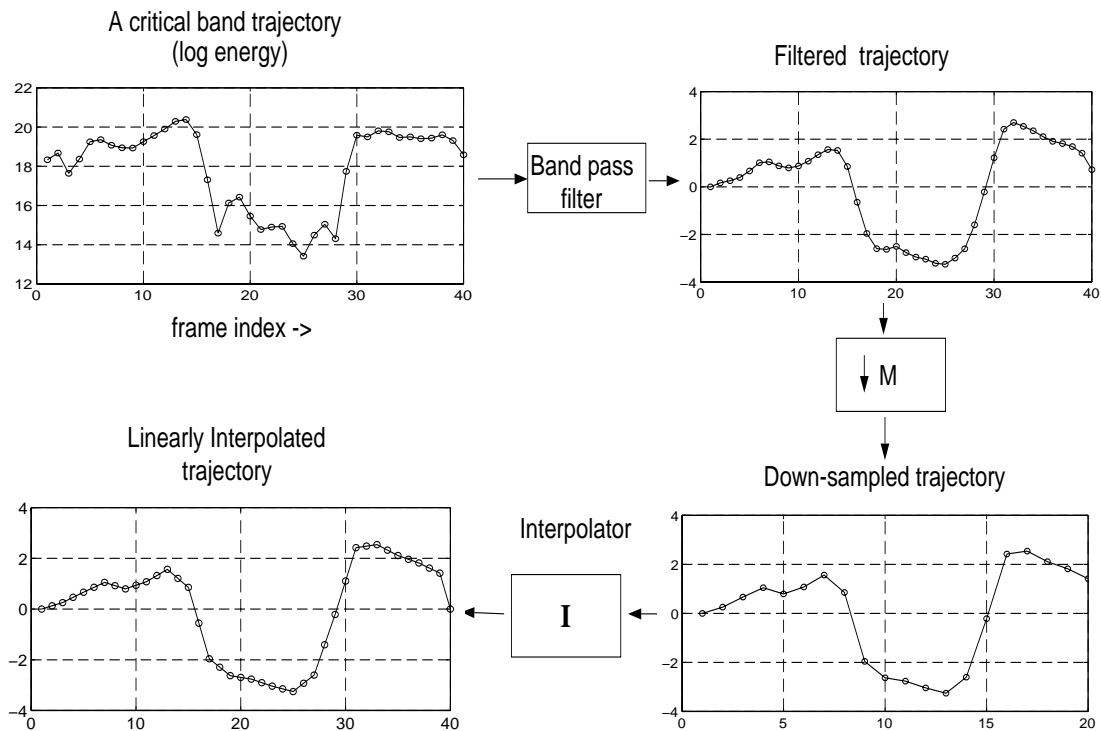 A critical band trajectory
(log energy)
22
20
18
16
14
12
0 10 20 30 40
frame index ->
Band pass
filter
Filtered trajectory
4
2
0
−2
−4
0 10 20 30 40
M
Linearly Interpolated
trajectory
4
2
0
−2
−4
0 10 20 30 40
Interpolator
I
Down-sampled trajectory
4
2
0
−2
−4
0 5 10 15 20